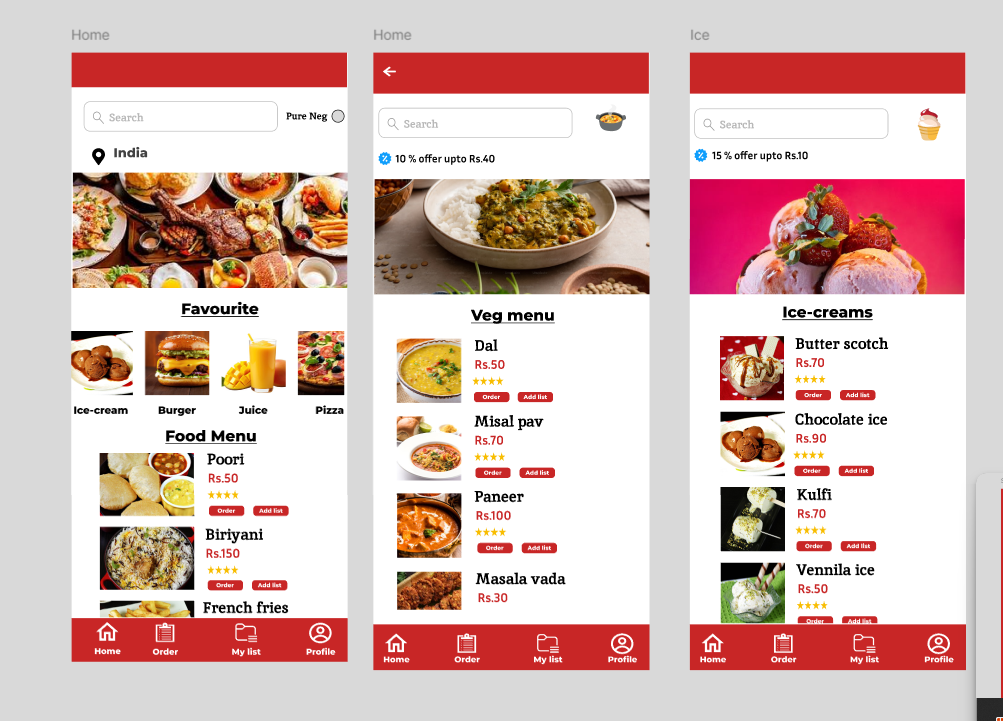 Home
Search
Pure Neg
India
Favourite
Ice-cream
Burger
Juice
Pizza
Food Menu
Poori
Rs.50
Order
Add list
Biriyani
Rs.150
Order
Add list
French fries
Home
Order
My list
Profile
Home
Search
10 % offer upto Rs.40
Veg menu
Dal
Rs.50
Order
Add list
Misal pav
Rs.70
Order
Add list
Paneer
Rs.100
Order
Add list
Masala vada
Rs.30
Home
Order
My list
Profile
Ice
Search
15 % offer upto Rs.10
Ice-creams
Butter scotch
Rs.70
Order
Add list
Chocolate ice
Rs.90
Order
Add list
Kulfi
Rs.70
Order
Add list
Vennila ice
Rs.50
Order
Add list
Home
Order
My list
Profile